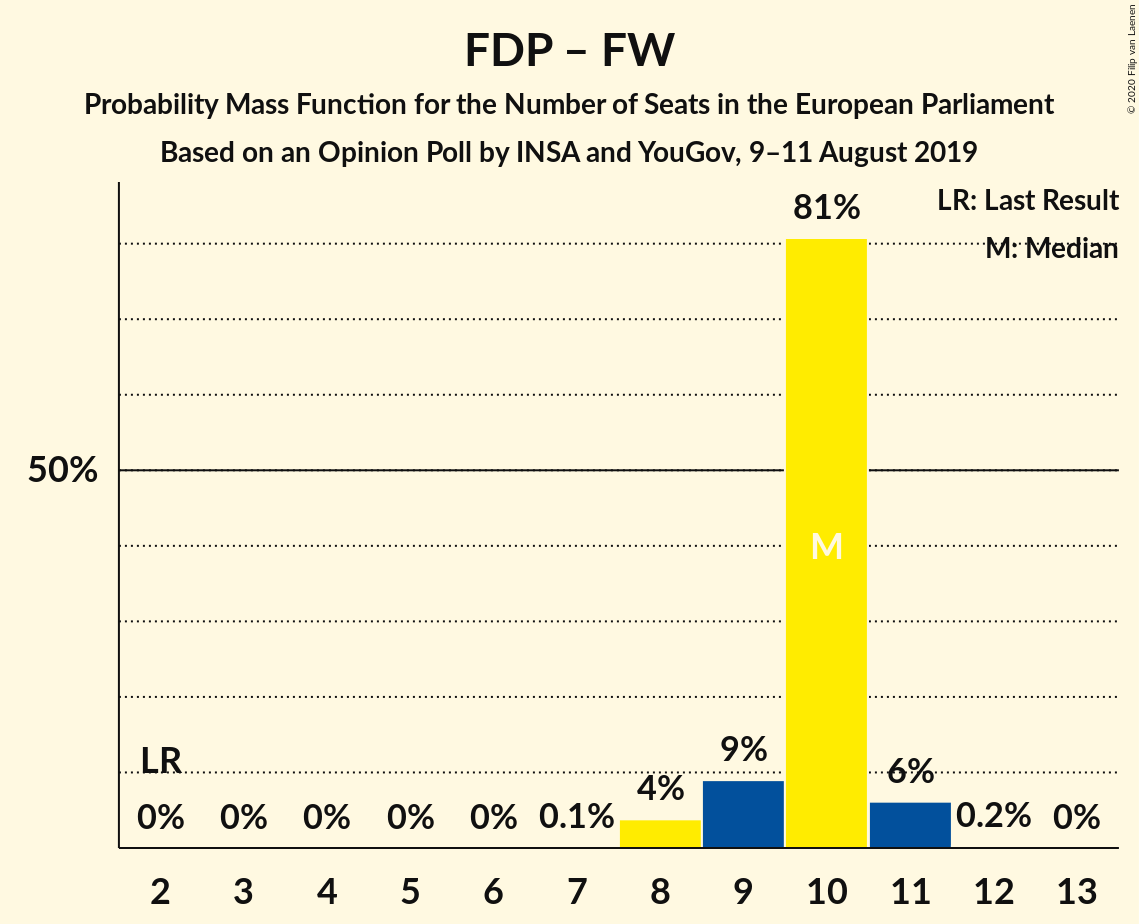 FDP – FW
Probability Mass Function for the Number of Seats in the European Parliament
Based on an Opinion Poll by INSA and YouGov, 9–11 August 2019
© 2020 Filip van Laenen
LR: Last Result
M: Median
81%
50%
M
LR
9%
6%
4%
0% 0% 0% 0% 0% 0.1% 0.2% 0%
2 3 4 5 6 7 8 9 10 11 12 13